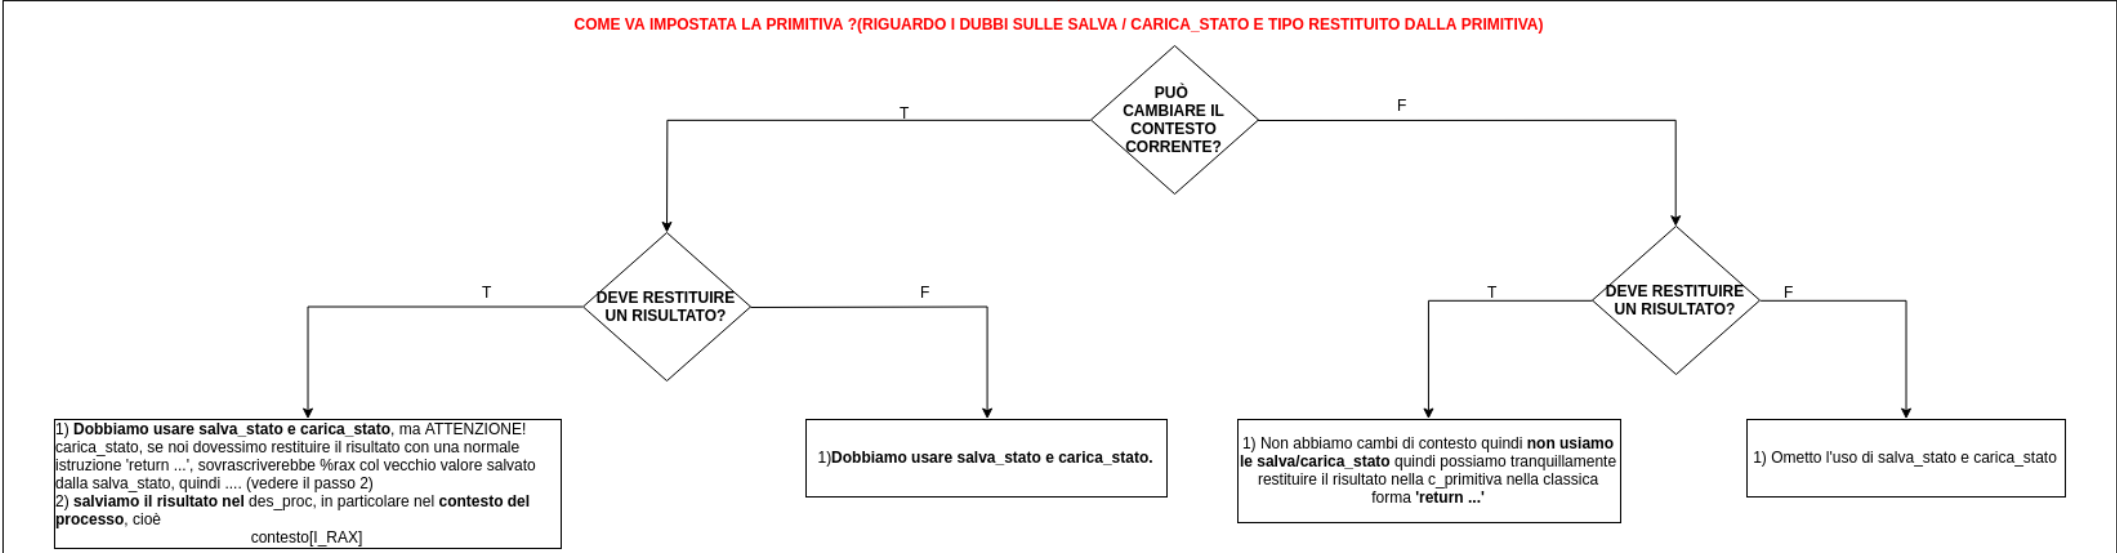 COME VA IMPOSTATA LA PRIMITIVA ?(RIGUARDO I DUBBI SULLE SALVA / CARICA_STATO E TIPO RESTITUITO DALLA PRIMITIVA)
PUÒ
CAMBIARE IL
CONTESTO
CORRENTE?
T
F
DEVE RESTITUIRE
UN RISULTATO?
T
F
DEVE RESTITUIRE
UN RISULTATO?
T
F
1) Dobbiamo usare salva_stato e carica_stato, ma ATTENZIONE!
carica_stato, se noi dovessimo restituire il risultato con una normale
istruzione 'return ...', sovrascriverebbe %rax col vecchio valore salvato
dalla salva_stato, quindi .... (vedere il passo 2)
2) salviamo il risultato nel des_proc, in particolare nel contesto del
processo, cioè
contesto[I_RAX]
1)Dobbiamo usare salva_stato e carica_stato.
1) Non abbiamo cambi di contesto quindi non usiamo
le salva/carica_stato quindi possiamo tranquillamente
restituire il risultato nella c_primitiva nella classica
forma 'return ...'
1) Ometto l'uso di salva_stato e carica_stato